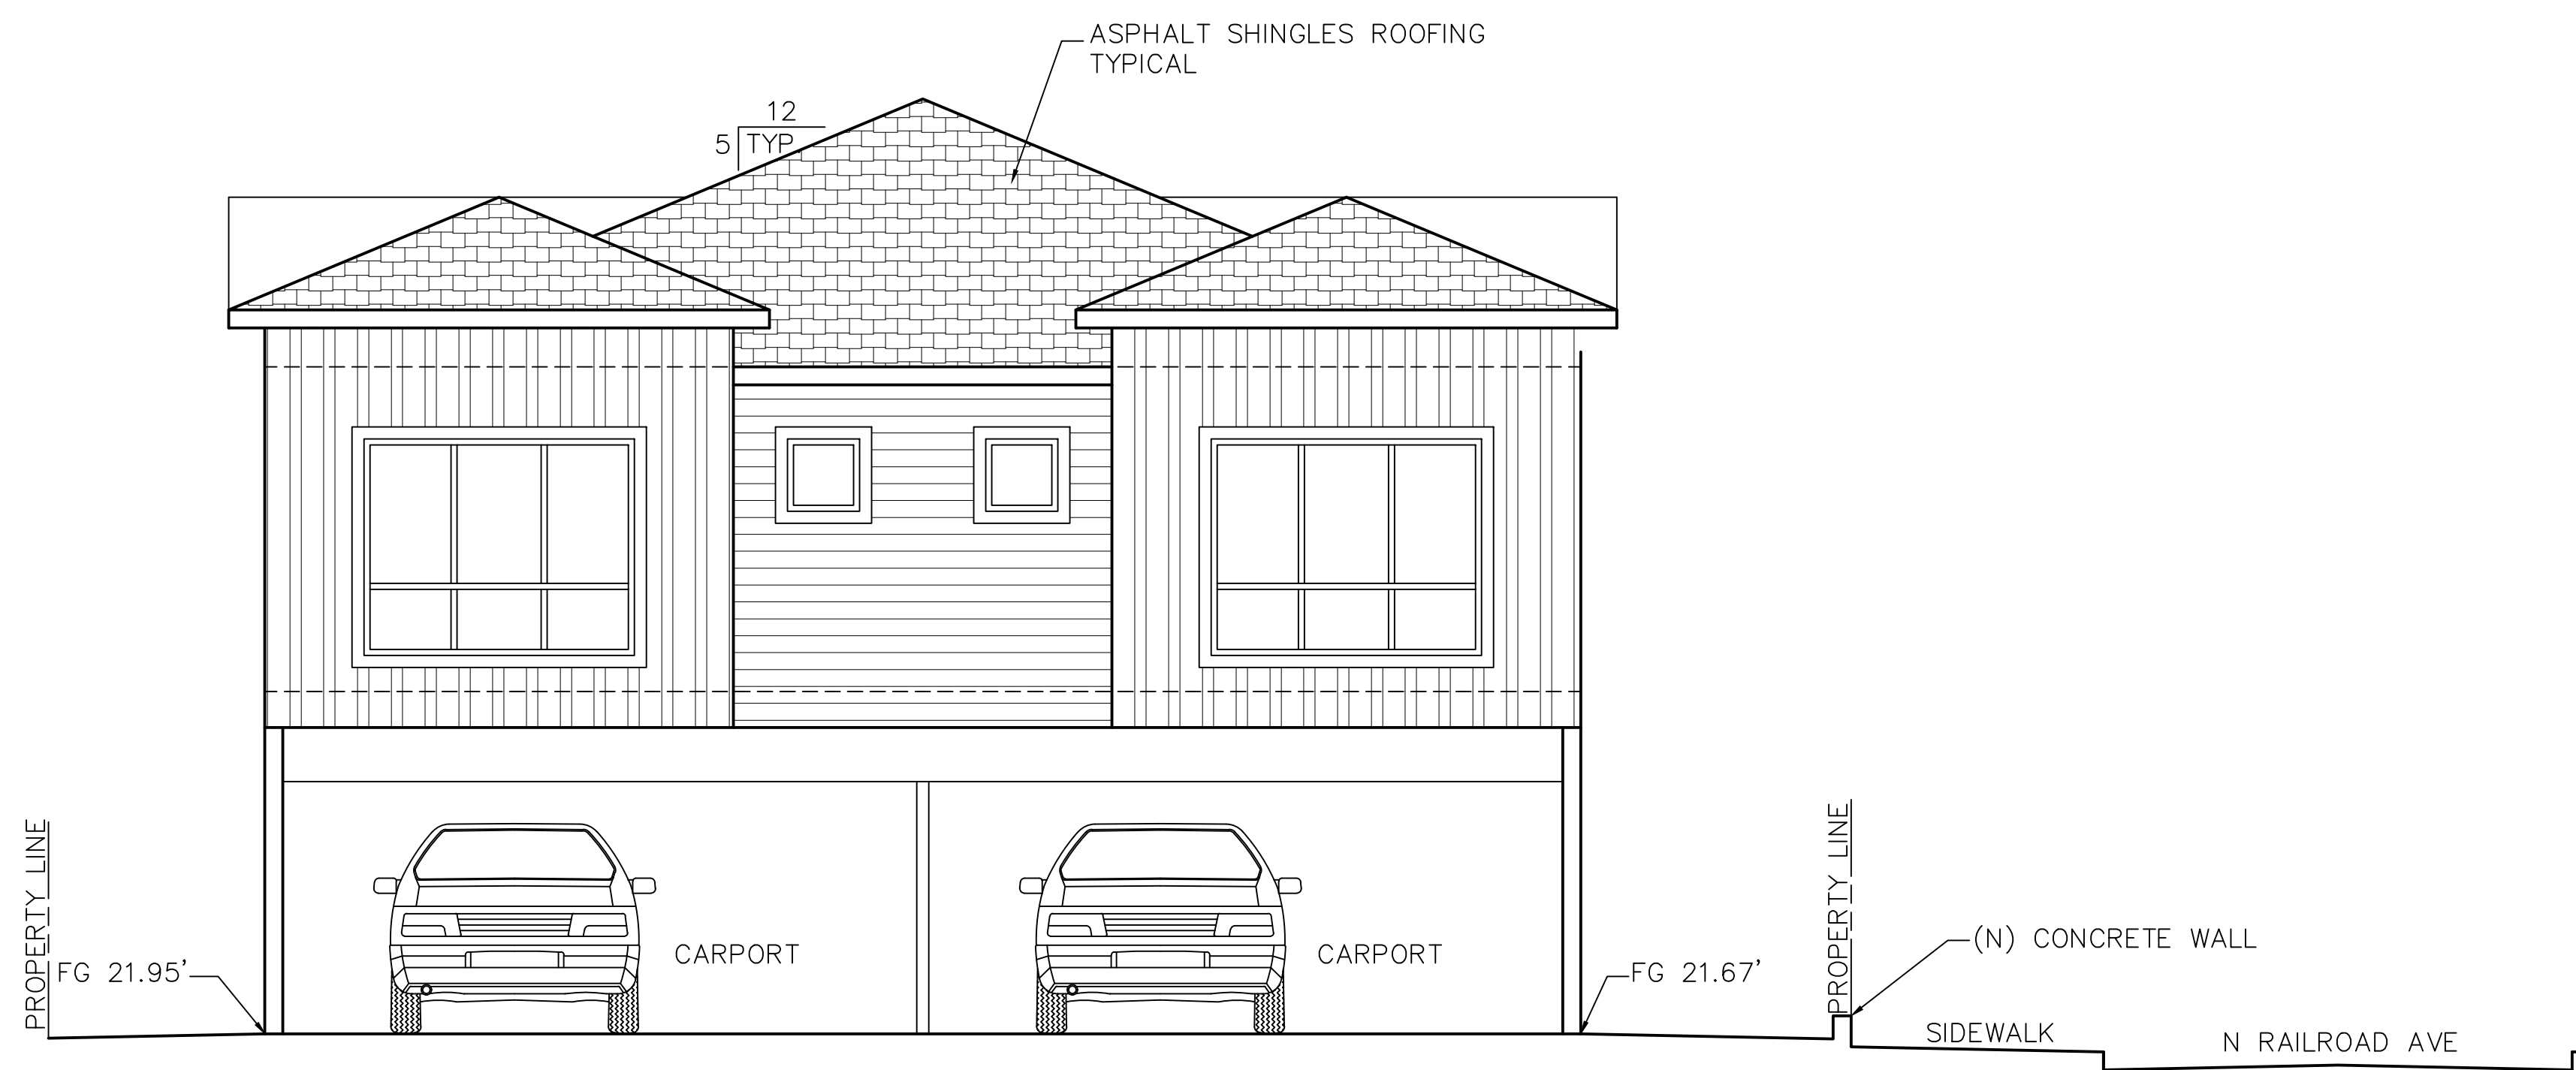 ASPHALT SHINGLES ROOFING
TYPICAL
12
5 TYP
PROPERTY LINE
FG 21.95'
CARPORT
CARPORT
FG 21.67'
PROPERTY LINE
(N) CONCRETE WALL
SIDEWALK
N RAILROAD AVE